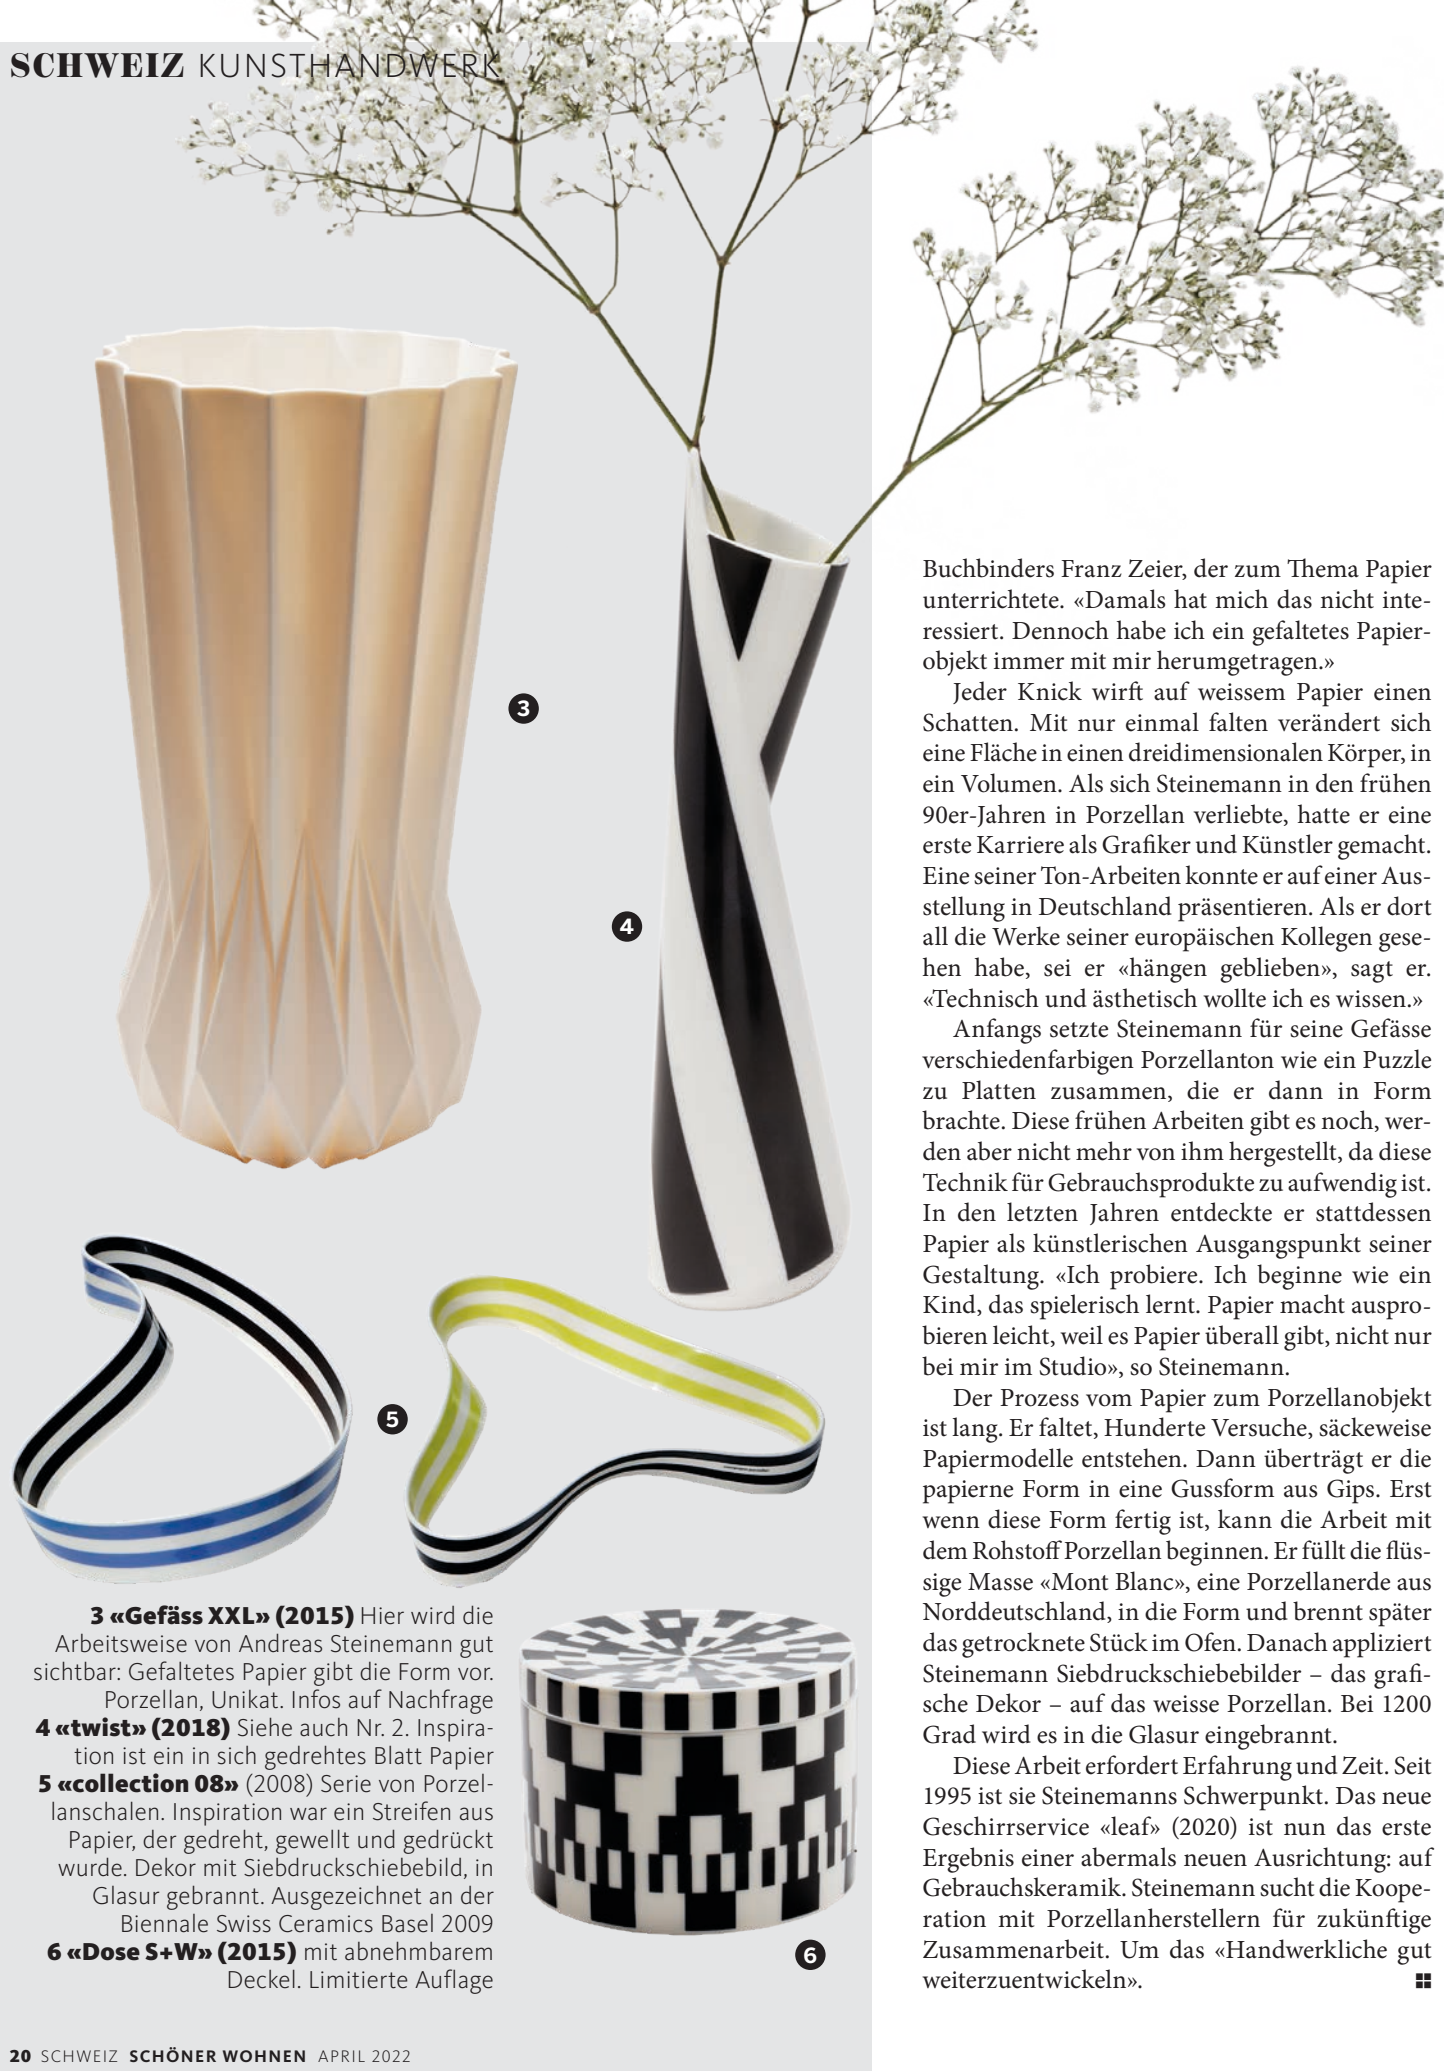 SCHWEIZ KUNSTHANDWERK
3
4
5
6
3 «Gefäss XXL» (2015) Hier wird die
Arbeitsweise von Andreas Steinemann gut
sichtbar: Gefaltetes Papier gibt die Form vor.
Porzellan, Unikat. Infos auf Nachfrage
4 «twist» (2018) Siehe auch Nr. 2. Inspira-
tion ist ein in sich gedrehtes Blatt Papier
5 «collection 08» (2008) Serie von Porzel-
lanschalen. Inspiration war ein Streifen aus
Papier, der gedreht, gewellt und gedrückt
wurde. Dekor mit Siebdruckschiebebild, in
Glasur gebrannt. Ausgezeichnet an der
Biennale Swiss Ceramics Basel 2009
6 «Dose S+W» (2015) mit abnehmbarem
Deckel. Limitierte Auflage
Buchbinders Franz Zeier, der zum Thema Papier
unterrichtete. «Damals hat mich das nicht inte-
ressiert. Dennoch habe ich ein gefaltetes Papier-
objekt immer mit mir herumgetragen.»
Jeder Knick wirft auf weissem Papier einen
Schatten. Mit nur einmal falten verändert sich
eine Fläche in einen dreidimensionalen Körper, in
ein Volumen. Als sich Steinemann in den frühen
90er-Jahren in Porzellan verliebte, hatte er eine
erste Karriere als Grafiker und Künstler gemacht.
Eine seiner Ton-Arbeiten konnte er auf einer Aus-
stellung in Deutschland präsentieren. Als er dort
all die Werke seiner europäischen Kollegen gese-
hen habe, sei er «hängen geblieben», sagt er.
«Technisch und ästhetisch wollte ich es wissen.»
Anfangs setzte Steinemann für seine Gefässe
verschiedenfarbigen Porzellanton wie ein Puzzle
zu Platten zusammen, die er dann in Form
brachte. Diese frühen Arbeiten gibt es noch, wer-
den aber nicht mehr von ihm hergestellt, da diese
Technik für Gebrauchsprodukte zu aufwendig ist.
In den letzten Jahren entdeckte er stattdessen
Papier als künstlerischen Ausgangspunkt seiner
Gestaltung. «Ich probiere. Ich beginne wie ein
Kind, das spielerisch lernt. Papier macht auspro-
bieren leicht, weil es Papier überall gibt, nicht nur
bei mir im Studio», so Steinemann.
Der Prozess vom Papier zum Porzellanobjekt
ist lang. Er faltet, Hunderte Versuche, säckeweise
Papiermodelle entstehen. Dann überträgt er die
papierne Form in eine Gussform aus Gips. Erst
wenn diese Form fertig ist, kann die Arbeit mit
dem Rohstoff Porzellan beginnen. Er füllt die flüs-
sige Masse «Mont Blanc», eine Porzellanerde aus
Norddeutschland, in die Form und brennt später
das getrocknete Stück im Ofen. Danach appliziert
Steinemann Siebdruckschiebebilder – das grafi-
sche Dekor – auf das weisse Porzellan. Bei 1200
Grad wird es in die Glasur eingebrannt.
Diese Arbeit erfordert Erfahrung und Zeit. Seit
1995 ist sie Steinemanns Schwerpunkt. Das neue
Geschirrservice «leaf» (2020) ist nun das erste
Ergebnis einer abermals neuen Ausrichtung: auf
Gebrauchskeramik. Steinemann sucht die Koope-
ration mit Porzellanherstellern für zukünftige
Zusammenarbeit. Um das «Handwerkliche gut
weiterzuentwickeln».
20 SCHWEIZ SCHÖNER WOHNEN APRIL 2022